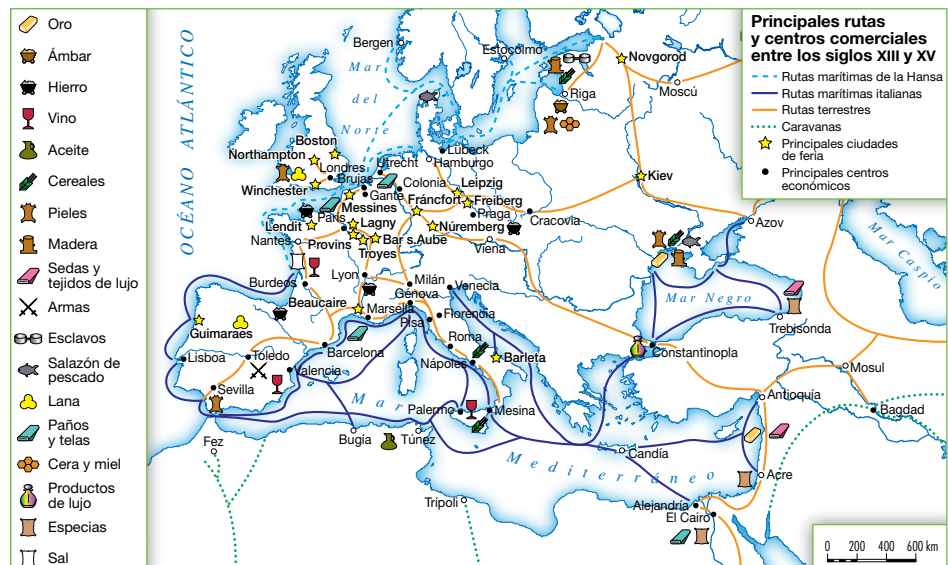 Oro
Ámbar
Hierro
Vino
Aceite
Cereales
Pieles
Madera
Sedas y
tejidos de lujo
Armas
Esclavos
Salazón de
pescado
Lana
Paños
y telas
Cera y miel
Productos
de lujo
Especias
Sal
Principales rutas
y centros comerciales
entre los siglos XIII y XV
Rutas marítimas de la Hansa
Rutas marítimas italianas
Rutas terrestres
Caravanas
Principales ciudades
de feria
Principales centros
económicos
OCÉANO ATLÁNTICO
Bergen
Estocolmo
Novgorod
Mar
del
Norte
Riga
Moscú
Boston
Northampton
Londres
Utrecht
Lübeck
Hamburgo
Brujas
Winchester
Gante
Colonia
Leipzig
Kiev
Messines
Fráncfort
Freiberg
París
Lagny
Praga
Lendit
Cracovia
Nantes
Provins
Bar s.Aube
Núremberg
Troyes
Viena
Azov
Mar Caspio
Burdeos
Lyon
Milán
Venecia
Génova
Mar Negro
Beaucaire
Marsella
Florencia
Pisa
Trebisonda
Guimaraes
Roma
Barleta
Constantinopla
Lisboa
Toledo
Barcelona
Nápoles
Valencia
Mosul
Sevilla
Mar
Palermo
Mesina
Antioquía
Bagdad
Fez
Bugía
Túnez
Candía
Mediterráneo
Acre
Trípoli
Alejandría
El Cairo
0 200 400 600 km